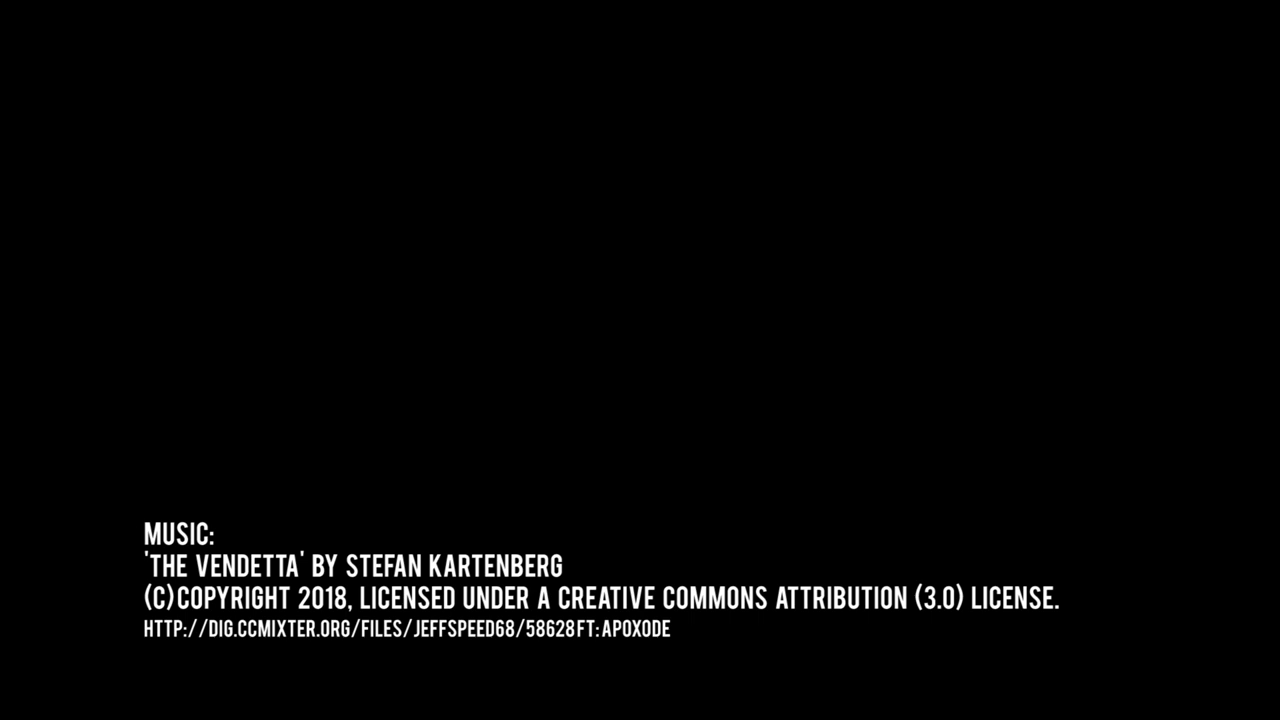 MUSIC:
'THE VENDETTA' BY STEFAN KARTENBERG
(C)COPYRIGHT 2018, LICENSED UNDER A CREATIVE COMMONS ATTRIBUTION (3.0) LICENSE.
HTTP://DIG.CCMIXTER.ORG/FILES/JEFFSPEED68/58628FT: APOXODE